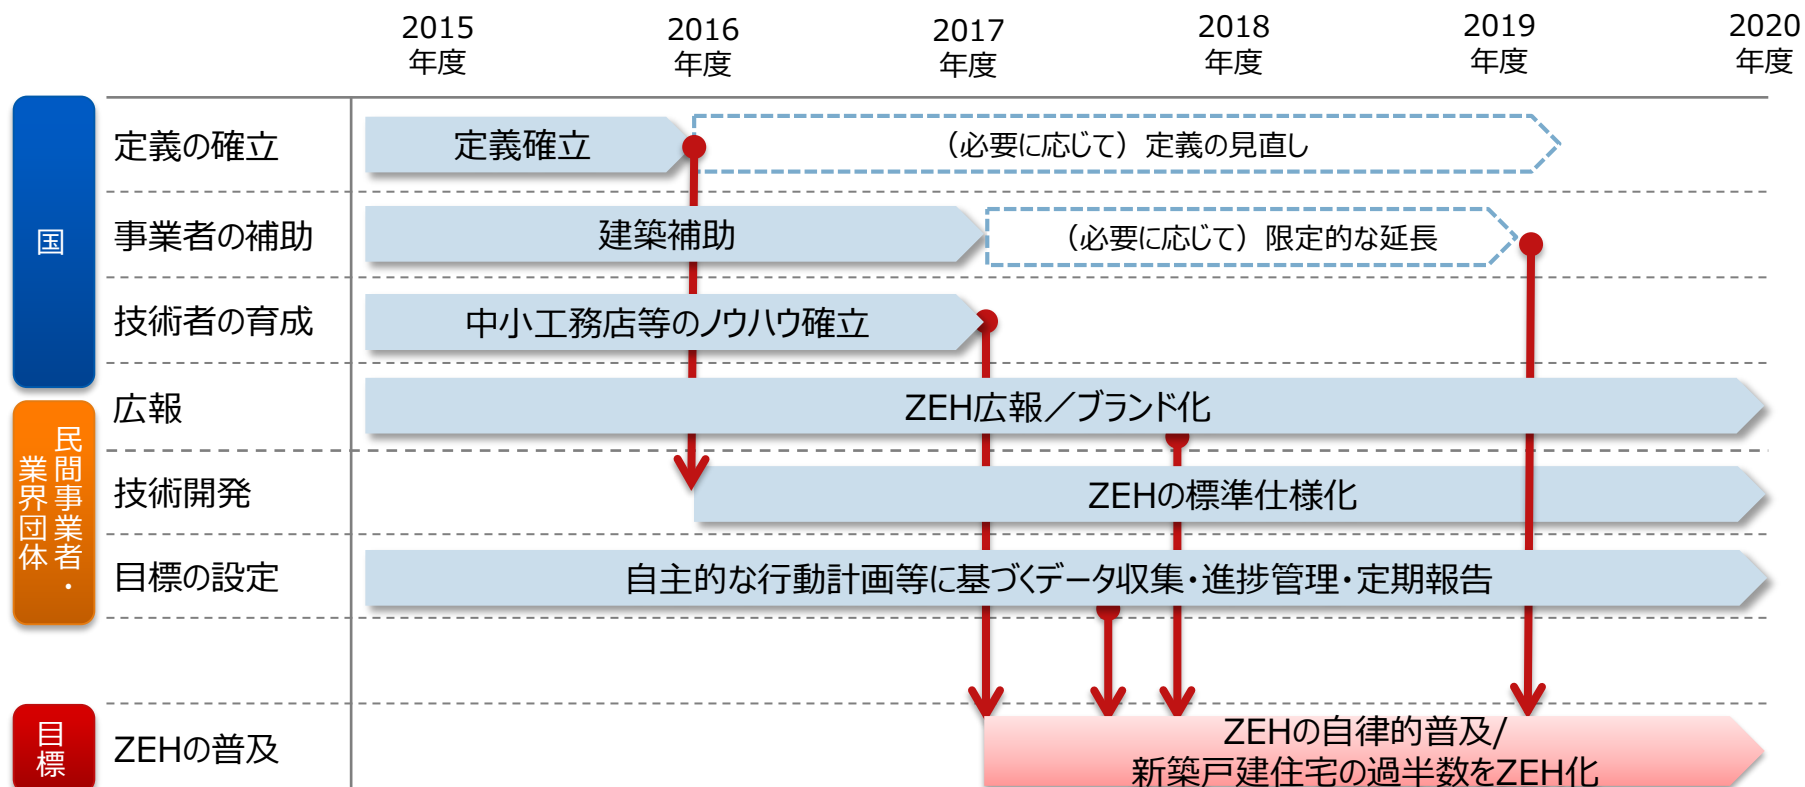 2015
年度
2016
年度
2017
年度
2018
年度
2019
年度
2020
年度
国
定義の確立
定義確立
（必要に応じて）定義の見直し
事業者の補助
建築補助
（必要に応じて）限定的な延長
技術者の育成
中小工務店等のノウハウ確立
民間事業者・
業界団体
広報
ZEH広報／ブランド化
技術開発
ZEHの標準仕様化
目標の設定
自主的な行動計画等に基づくデータ収集・進捗管理・定期報告
目標
ZEHの普及
ZEHの自律的普及/
新築戸建住宅の過半数をZEH化